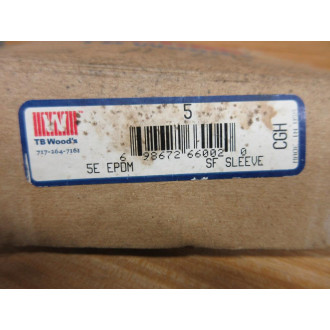 5
TB Wood's
717-264-7161
6 98672 66002 0
5E EPDM
SF SLEEVE
CGH